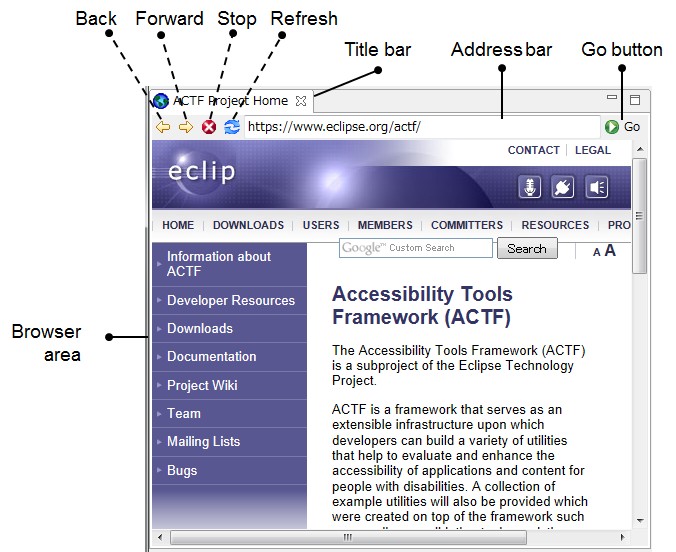 Back Forward Stop Refresh
Title bar Address bar Go button
ACTF Project Home
https://www.eclipse.org/actf/ Go
CONTACT LEGAL
eclip
HOME DOWNLOADS USERS MEMBERS COMMITTERS RESOURCES PRO
Google™ Custom Search Search A A
Information about
ACTF
Developer Resources
Downloads
Documentation
Project Wiki
Team
Mailing Lists
Bugs
Browser
area
Accessibility Tools
Framework (ACTF)
The Accessibility Tools Framework (ACTF)
is a subproject of the Eclipse Technology
Project.
ACTF is a framework that serves as an
extensible infrastructure upon which
developers can build a variety of utilities
that help to evaluate and enhance the
accessibility of applications and content for
people with disabilities. A collection of
example utilities will also be provided which
were created on top of the framework such